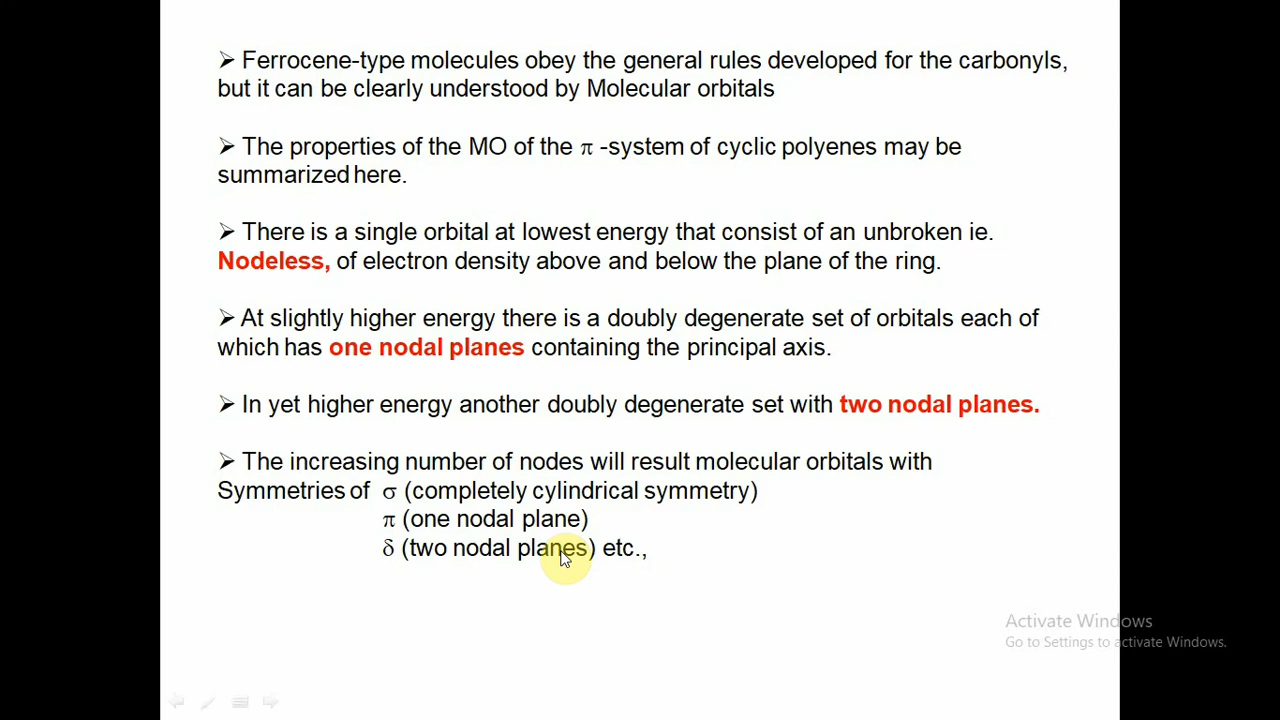 ➢ Ferrocene-type molecules obey the general rules developed for the carbonyls,
but it can be clearly understood by Molecular orbitals
➢ The properties of the MO of the π -system of cyclic polyenes may be
summarized here.
➢ There is a single orbital at lowest energy that consist of an unbroken ie.
Nodeless, of electron density above and below the plane of the ring.
➢ At slightly higher energy there is a doubly degenerate set of orbitals each of
which has one nodal planes containing the principal axis.
➢ In yet higher energy another doubly degenerate set with two nodal planes.
➢ The increasing number of nodes will result molecular orbitals with
Symmetries of σ (completely cylindrical symmetry)
π (one nodal plane)
δ (two nodal planes) etc.,
Activate Windows
Go to Settings to activate Windows.